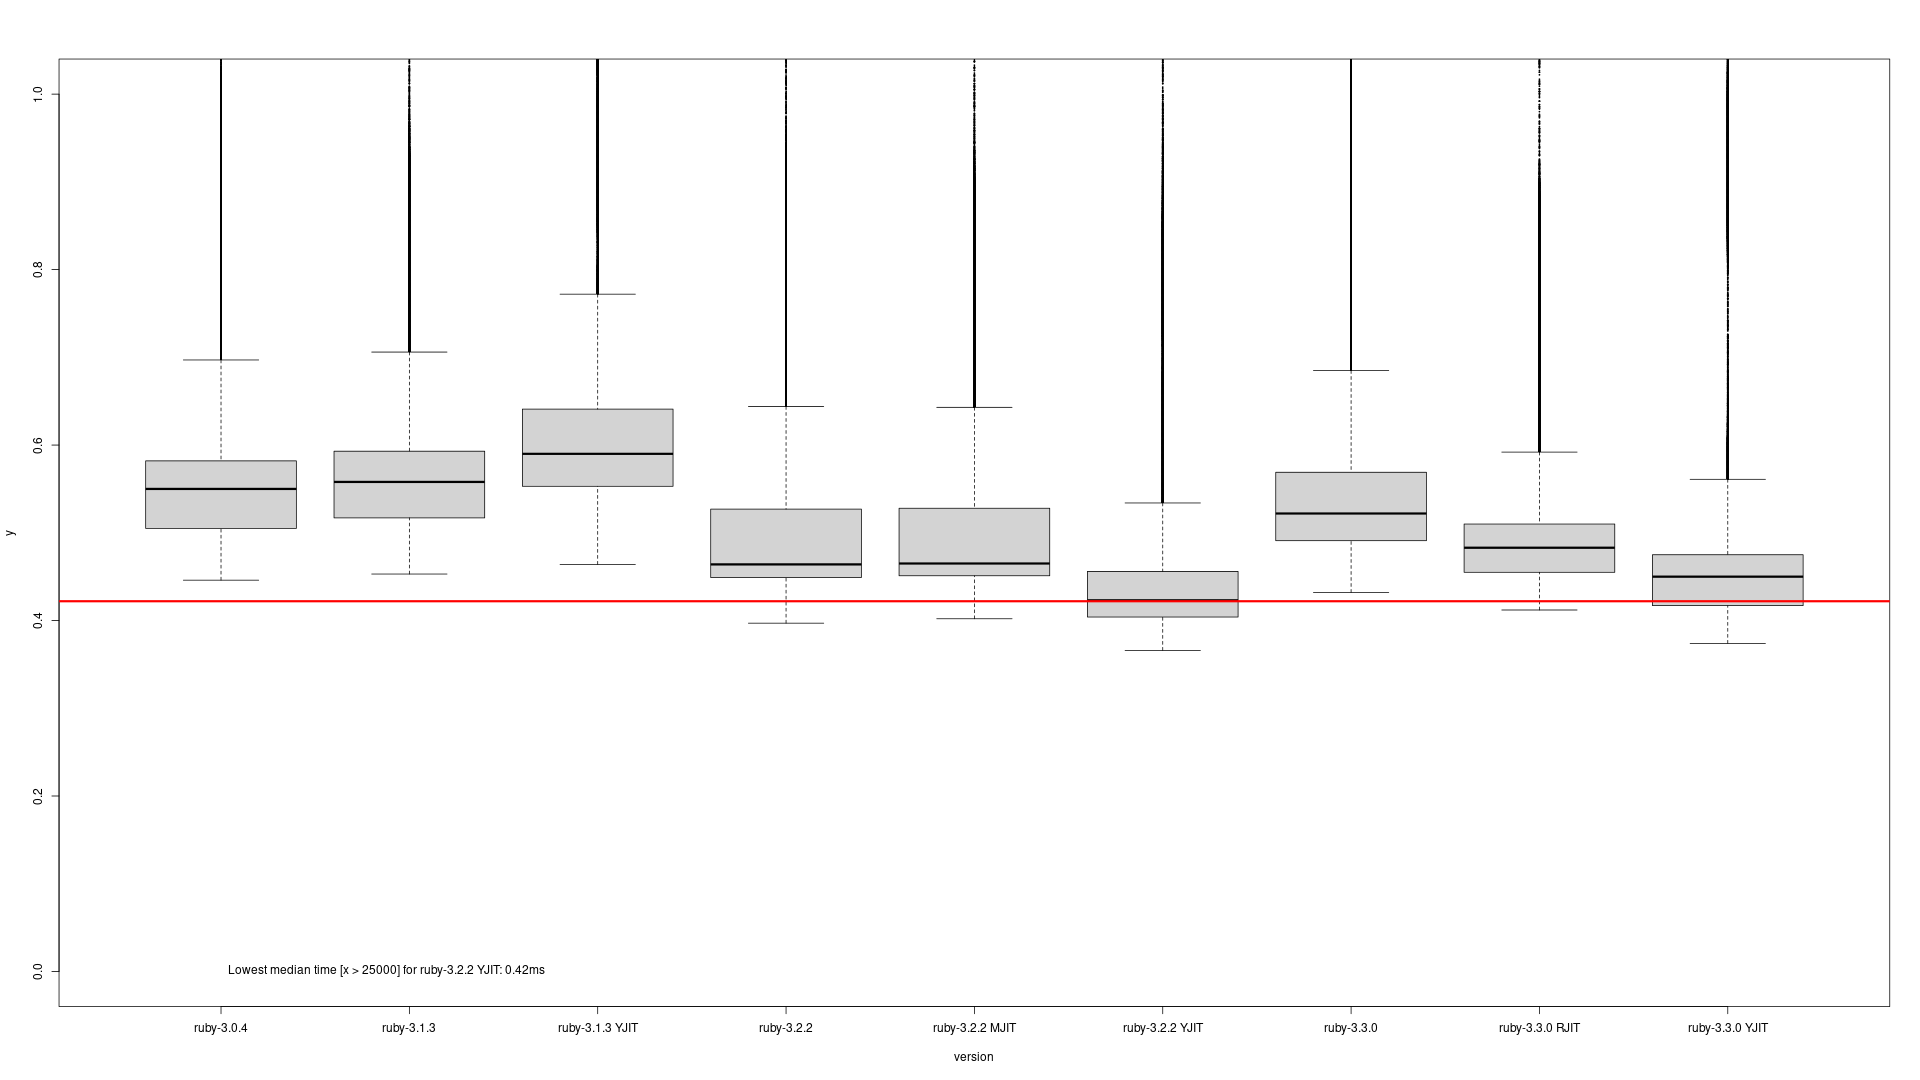 1.0
0.8
0.6
y
0.4
0.2
0.0
Lowest median time [x > 25000] for ruby-3.2.2 YJIT: 0.42ms
ruby-3.0.4 ruby-3.1.3 ruby-3.1.3 YJIT ruby-3.2.2 ruby-3.2.2 MJIT ruby-3.2.2 YJIT ruby-3.3.0 ruby-3.3.0 RJIT ruby-3.3.0 YJIT
version